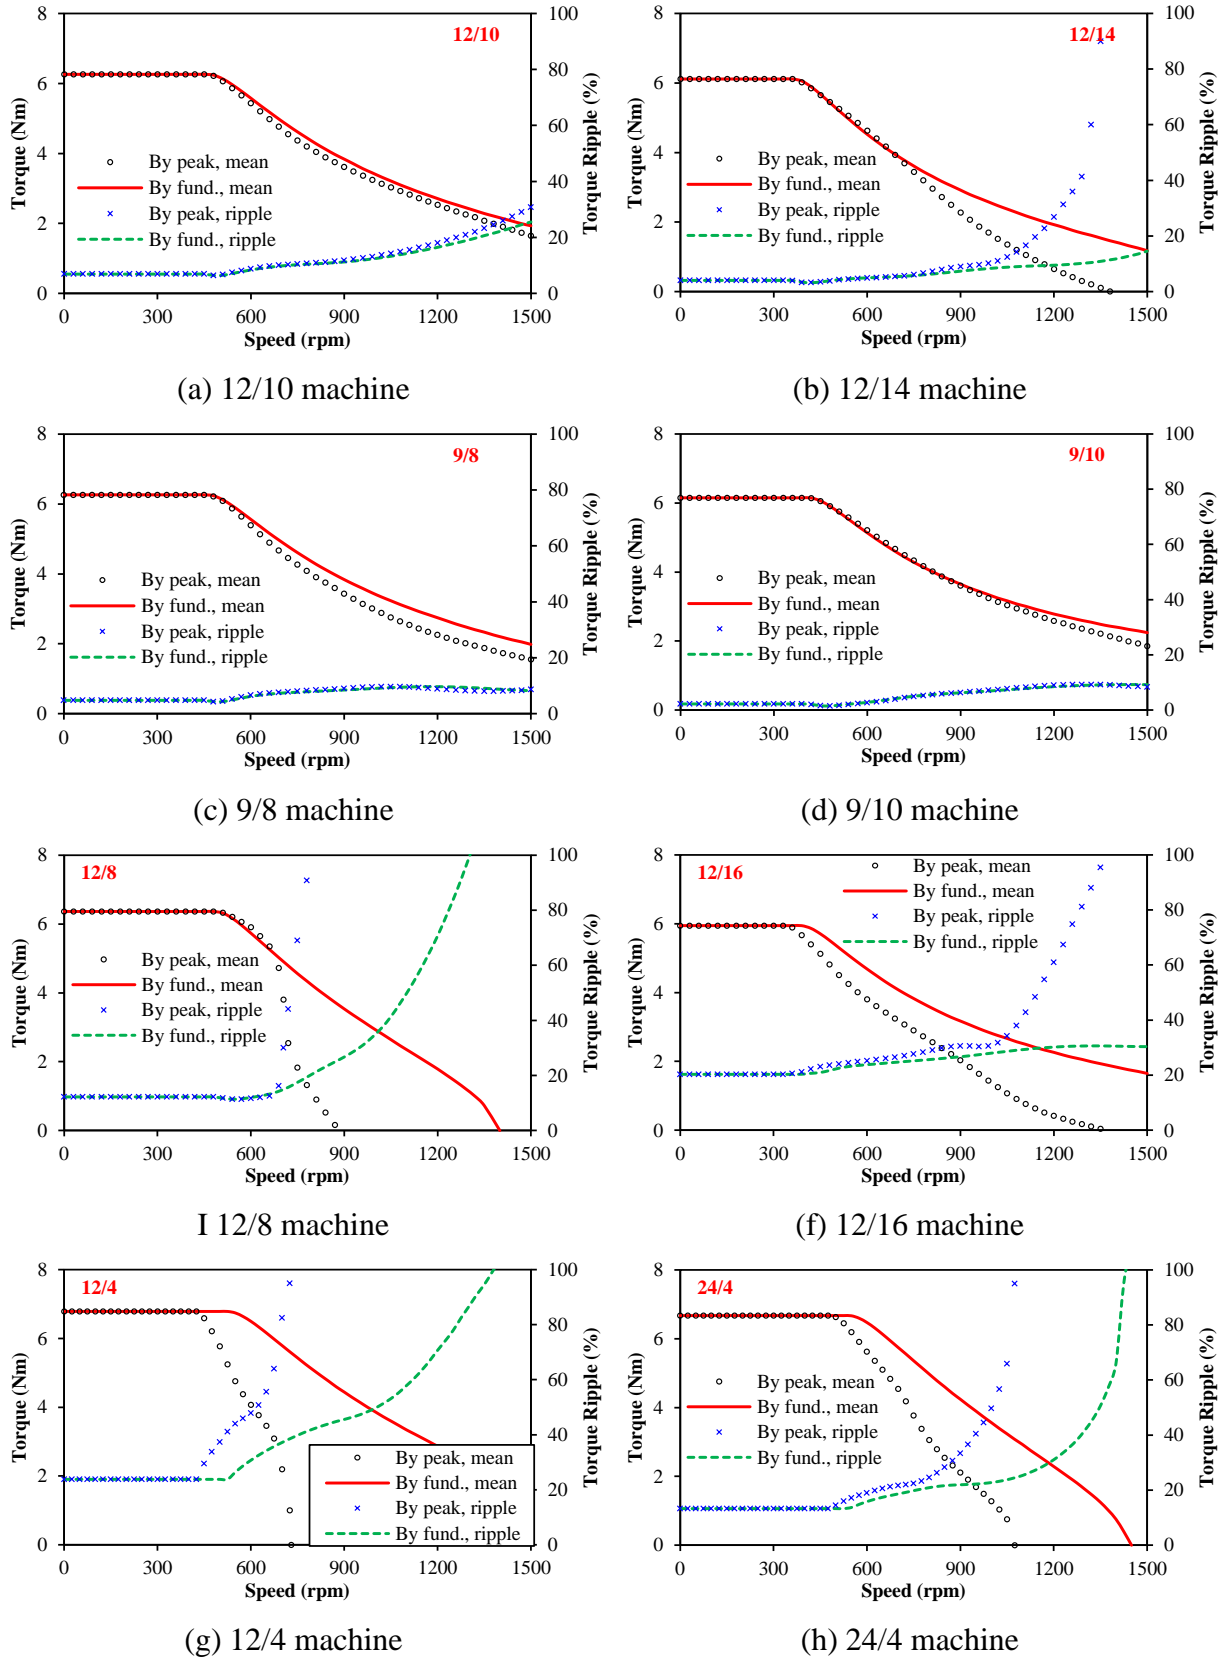 12/10
Torque (Nm)
8
6
4
2
0
By peak, mean
By fund., mean
By peak, ripple
By fund., ripple
100
80
60
40
20
0
Torque Ripple (%)
0 300 600 900 1200 1500
Speed (rpm)
(a) 12/10 machine
12/14
Torque (Nm)
8
6
4
2
0
By peak, mean
By fund., mean
By peak, ripple
By fund., ripple
100
80
60
40
20
0
Torque Ripple (%)
0 300 600 900 1200 1500
Speed (rpm)
(b) 12/14 machine
9/8
Torque (Nm)
8
6
4
2
0
By peak, mean
By fund., mean
By peak, ripple
By fund., ripple
100
80
60
40
20
0
Torque Ripple (%)
0 300 600 900 1200 1500
Speed (rpm)
(c) 9/8 machine
9/10
Torque (Nm)
8
6
4
2
0
By peak, mean
By fund., mean
By peak, ripple
By fund., ripple
100
80
60
40
20
0
Torque Ripple (%)
0 300 600 900 1200 1500
Speed (rpm)
(d) 9/10 machine
12/8
Torque (Nm)
8
6
4
2
0
By peak, mean
By fund., mean
By peak, ripple
By fund., ripple
100
80
60
40
20
0
Torque Ripple (%)
0 300 600 900 1200 1500
Speed (rpm)
I 12/8 machine
12/16
Torque (Nm)
8
6
4
2
0
By peak, mean
By fund., mean
By peak, ripple
By fund., ripple
100
80
60
40
20
0
Torque Ripple (%)
0 300 600 900 1200 1500
Speed (rpm)
(f) 12/16 machine
12/4
Torque (Nm)
8
6
4
2
0
By peak, mean
By fund., mean
By peak, ripple
By fund., ripple
100
80
60
40
20
0
Torque Ripple (%)
0 300 600 900 1200 1500
Speed (rpm)
(g) 12/4 machine
24/4
Torque (Nm)
8
6
4
2
0
By peak, mean
By fund., mean
By peak, ripple
By fund., ripple
100
80
60
40
20
0
Torque Ripple (%)
0 300 600 900 1200 1500
Speed (rpm)
(h) 24/4 machine